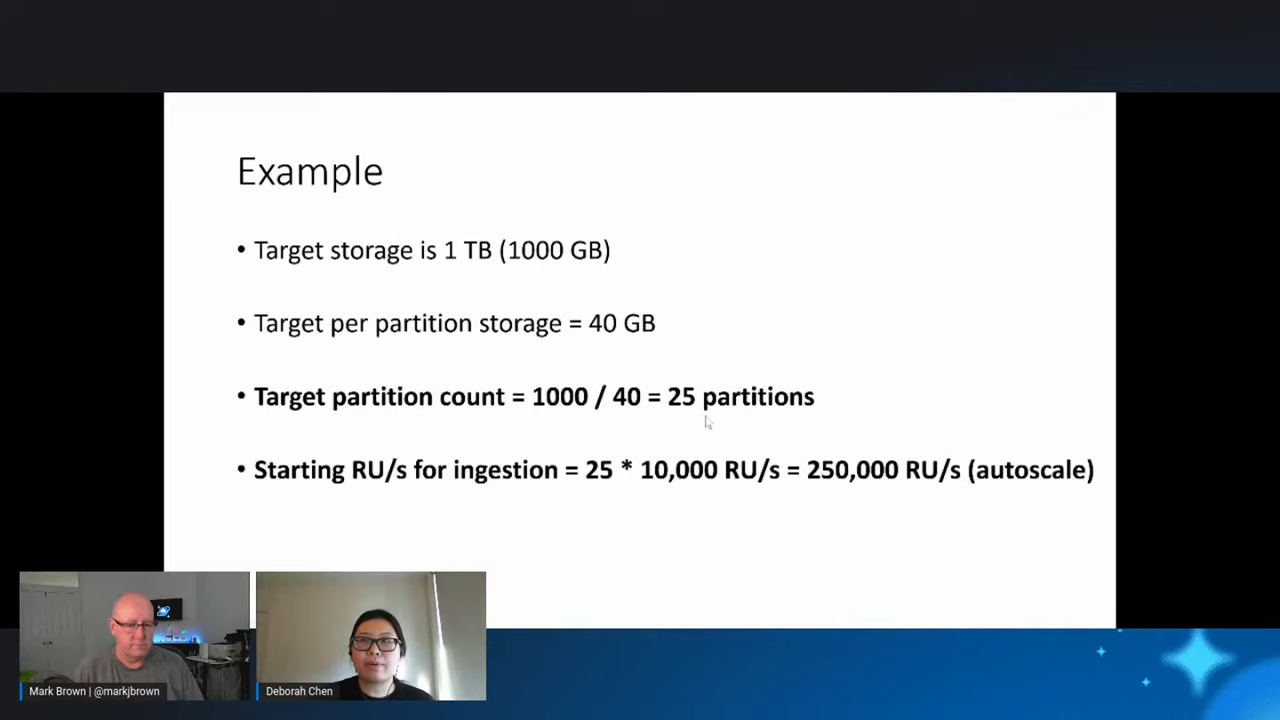 Example
• Target storage is 1 TB (1000 GB)
• Target per partition storage = 40 GB
• Target partition count = 1000 / 40 = 25 partitions
• Starting RU/s for ingestion = 25 * 10,000 RU/s = 250,000 RU/s (autoscale)
Mark Brown | @markjbrown
Deborah Chen